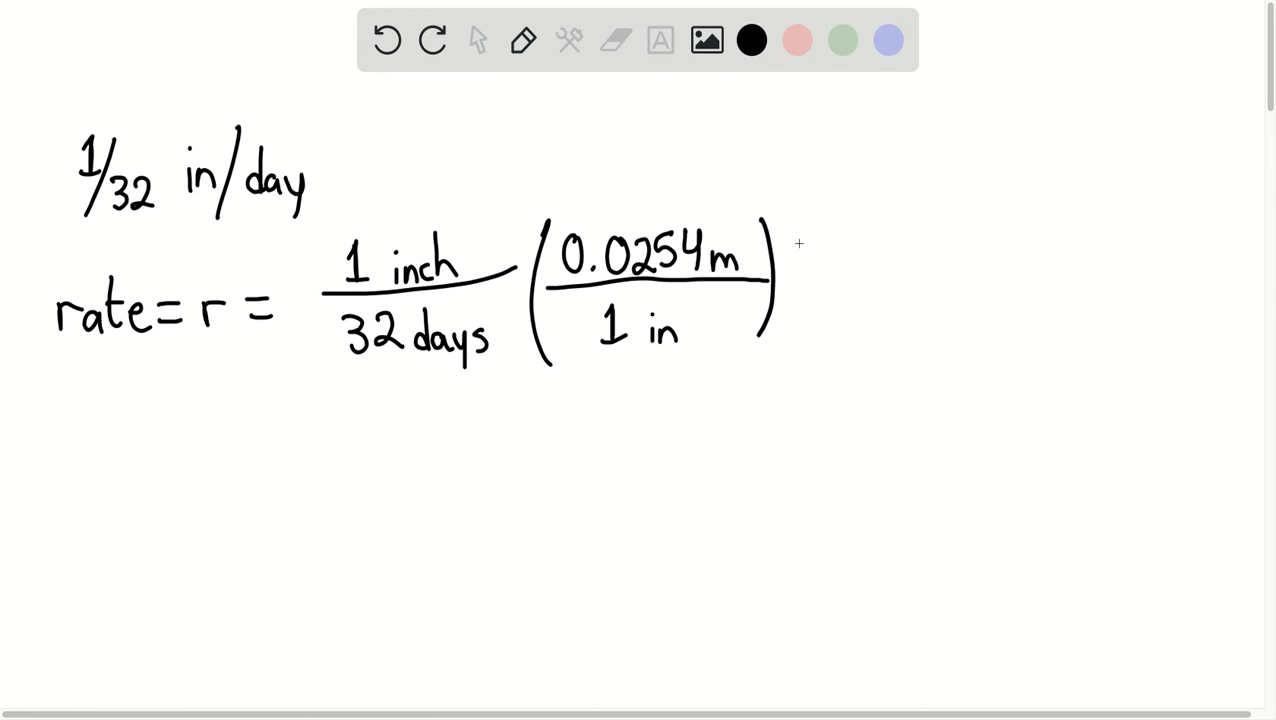 1/32 in/day
rate = r = 1 inch / 32 days (0.0254 m / 1 in)